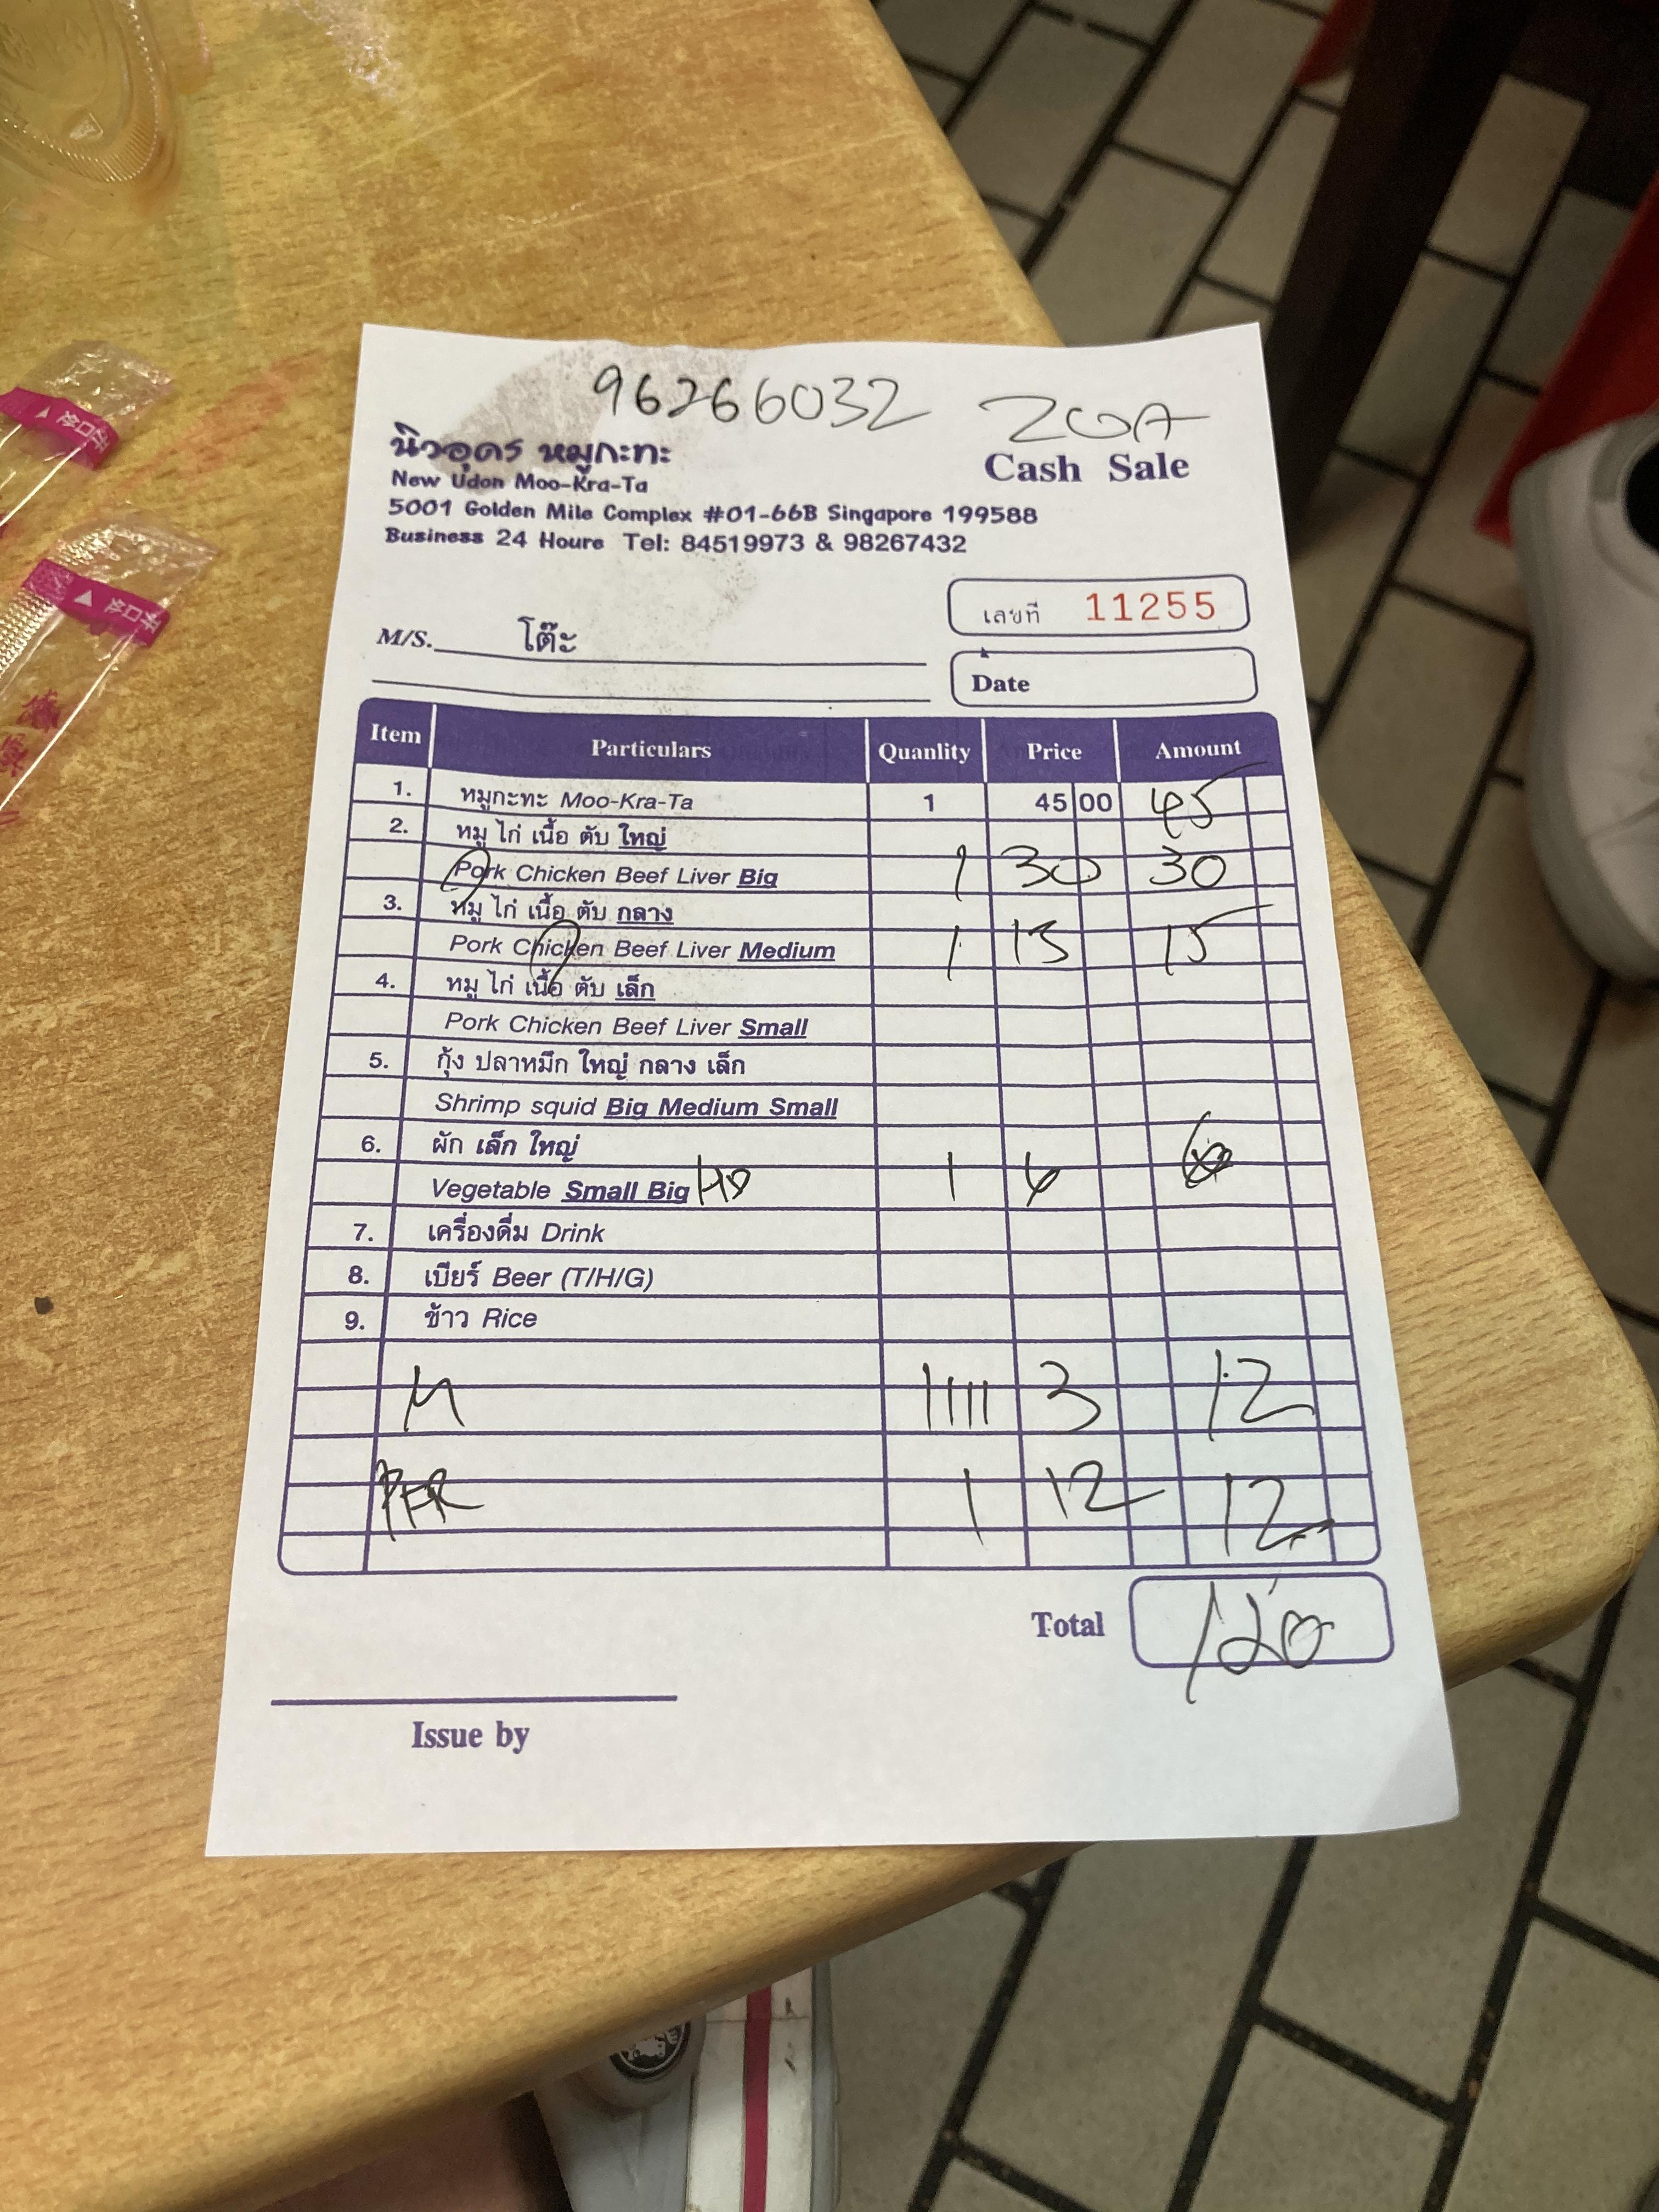 96266032 20A
นิวอุดร หมูกะทะ
Cash Sale
New Udon Moo-Kra-Ta
5001 Golden Mile Complex #01-66B Singapore 199588
Business 24 Houre Tel: 84519973 & 98267432
เลขที่ 11255
M/S. โต๊ะ
Date
Item Particulars Quanlity Price Amount
1. หมูกะทะ Moo-Kra-Ta 1 45 00 45
2. หมู ไก่ เนื้อ ตับ ใหญ่
Pork Chicken Beef Liver Big 1 30 30
3. หมู ไก่ เนื้อ ตับ กลาง
Pork Chicken Beef Liver Medium 1 15 15
4. หมู ไก่ เนื้อ ตับ เล็ก
Pork Chicken Beef Liver Small
5. กุ้ง ปลาหมึก ใหญ่ กลาง เล็ก
Shrimp squid Big Medium Small
6. ผัก เล็ก ใหญ่
Vegetable Small Big 1 6
7. เครื่องดื่ม Drink
8. เบียร์ Beer (T/H/G)
9. ข้าว Rice
M IIII 3 12
PFR 1 12 12
Total 120
Issue by